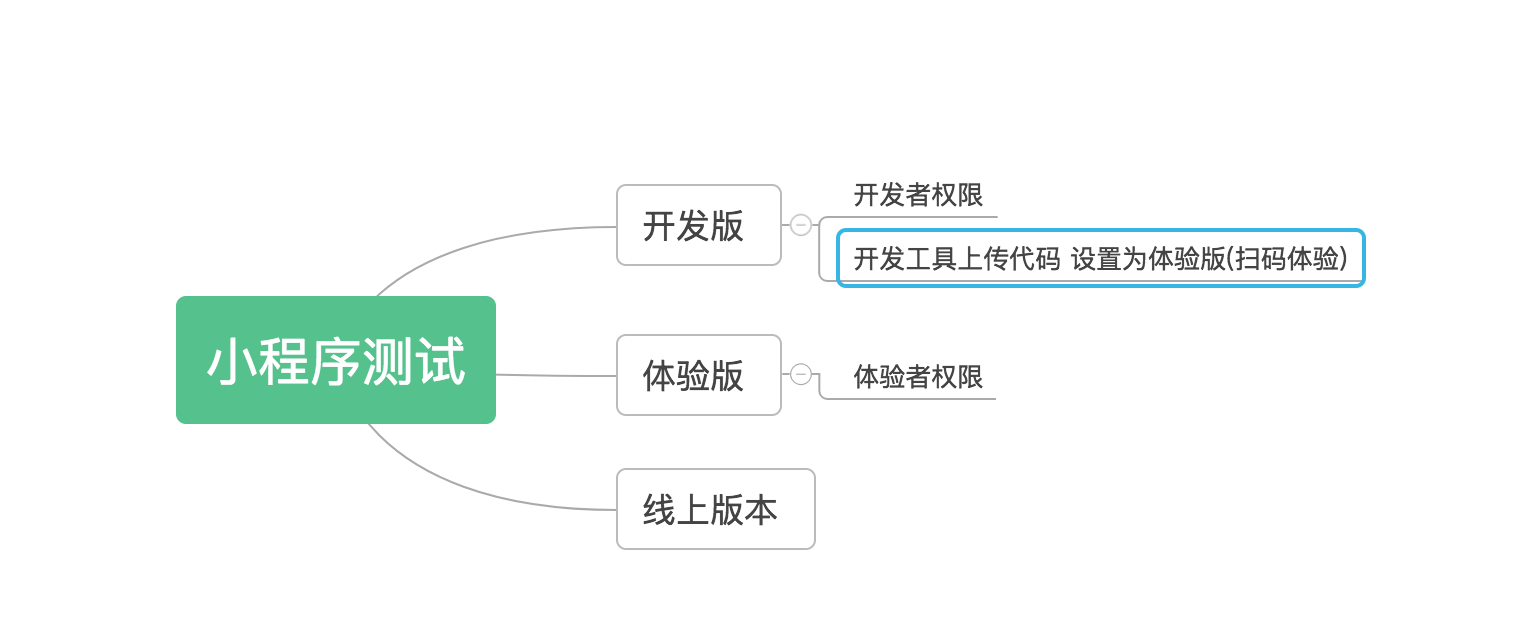 小程序测试
开发版
开发者权限
开发工具上传代码 设置为体验版(扫码体验)
体验版
体验者权限
线上版本